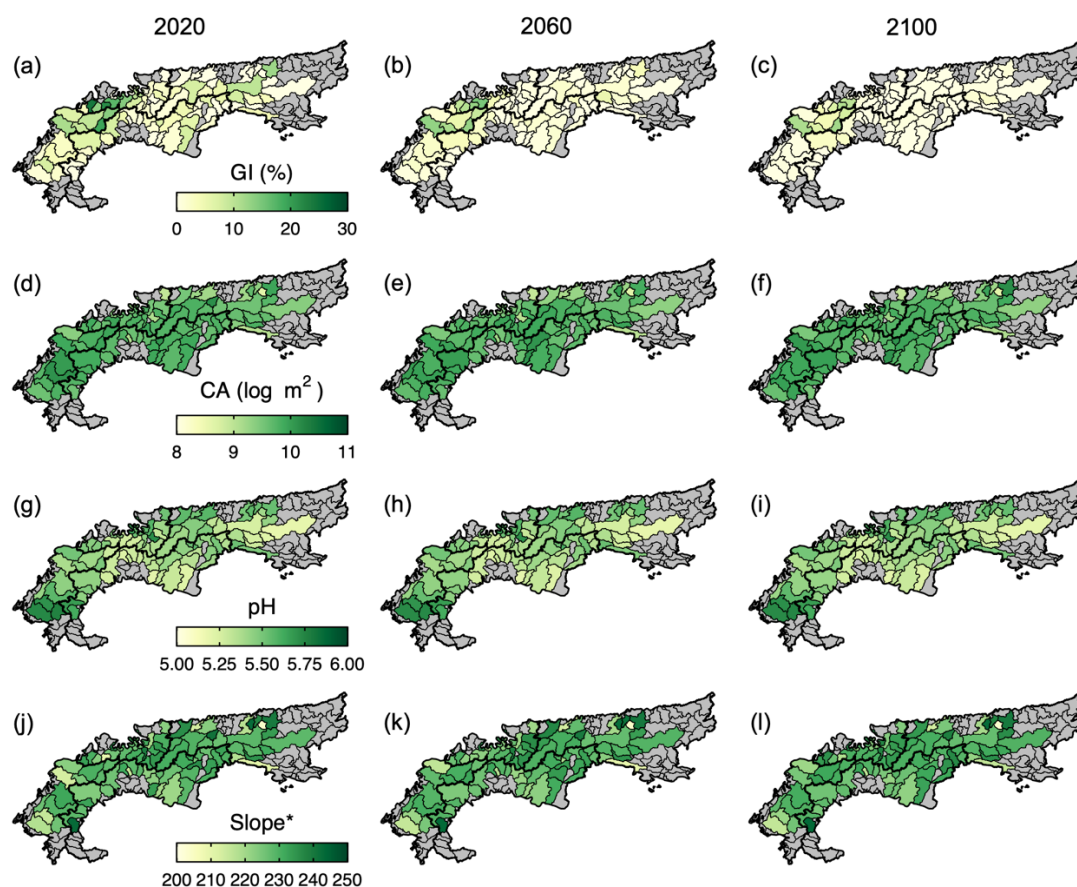 2020 2060 2100
(a) (b) (c)
GI (%)
0 10 20 30
(d) (e) (f)
CA (log m²)
8 9 10 11
(g) (h) (i)
pH
5.00 5.25 5.50 5.75 6.00
(j) (k) (l)
Slope*
200 210 220 230 240 250